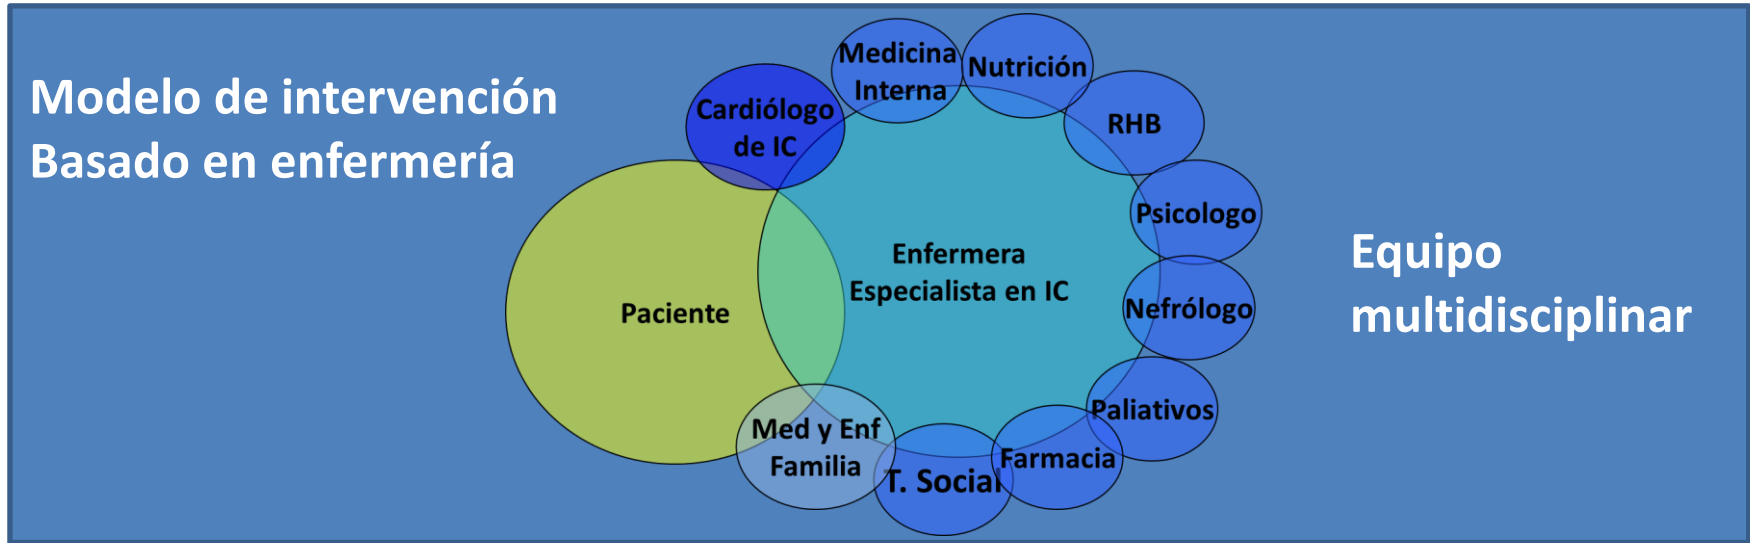 Modelo de intervención
Basado en enfermería
Medicina
Interna
Nutrición
Cardiólogo
de IC
RHB
Psicologo
Enfermera
Especialista en IC
Paciente
Nefrólogo
Paliativos
Med y Enf
Familia
T. Social
Farmacia
Equipo
multidisciplinar